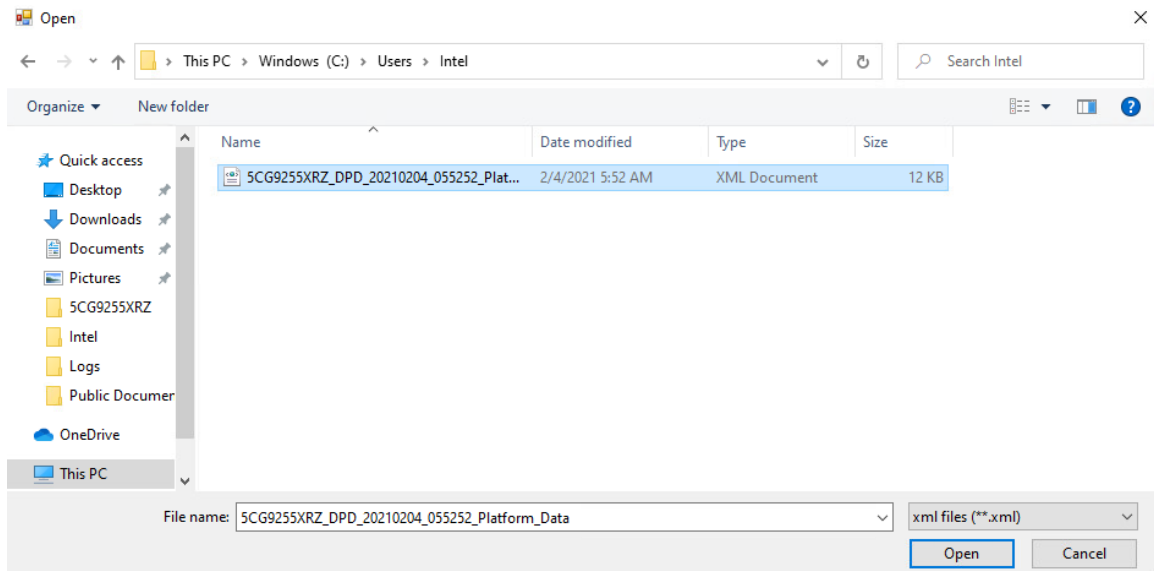 Open
This PC > Windows (C:) > Users > Intel
Search Intel
Organize
New folder
Name
Date modified
Type
Size
5CG9255XRZ_DPD_20210204_055252_Plat...
2/4/2021 5:52 AM
XML Document
12 KB
Quick access
Desktop
Downloads
Documents
Pictures
5CG9255XRZ
Intel
Logs
Public Documer
OneDrive
This PC
File name: 5CG9255XRZ_DPD_20210204_055252_Platform_Data
xml files (**.xml)
Open
Cancel